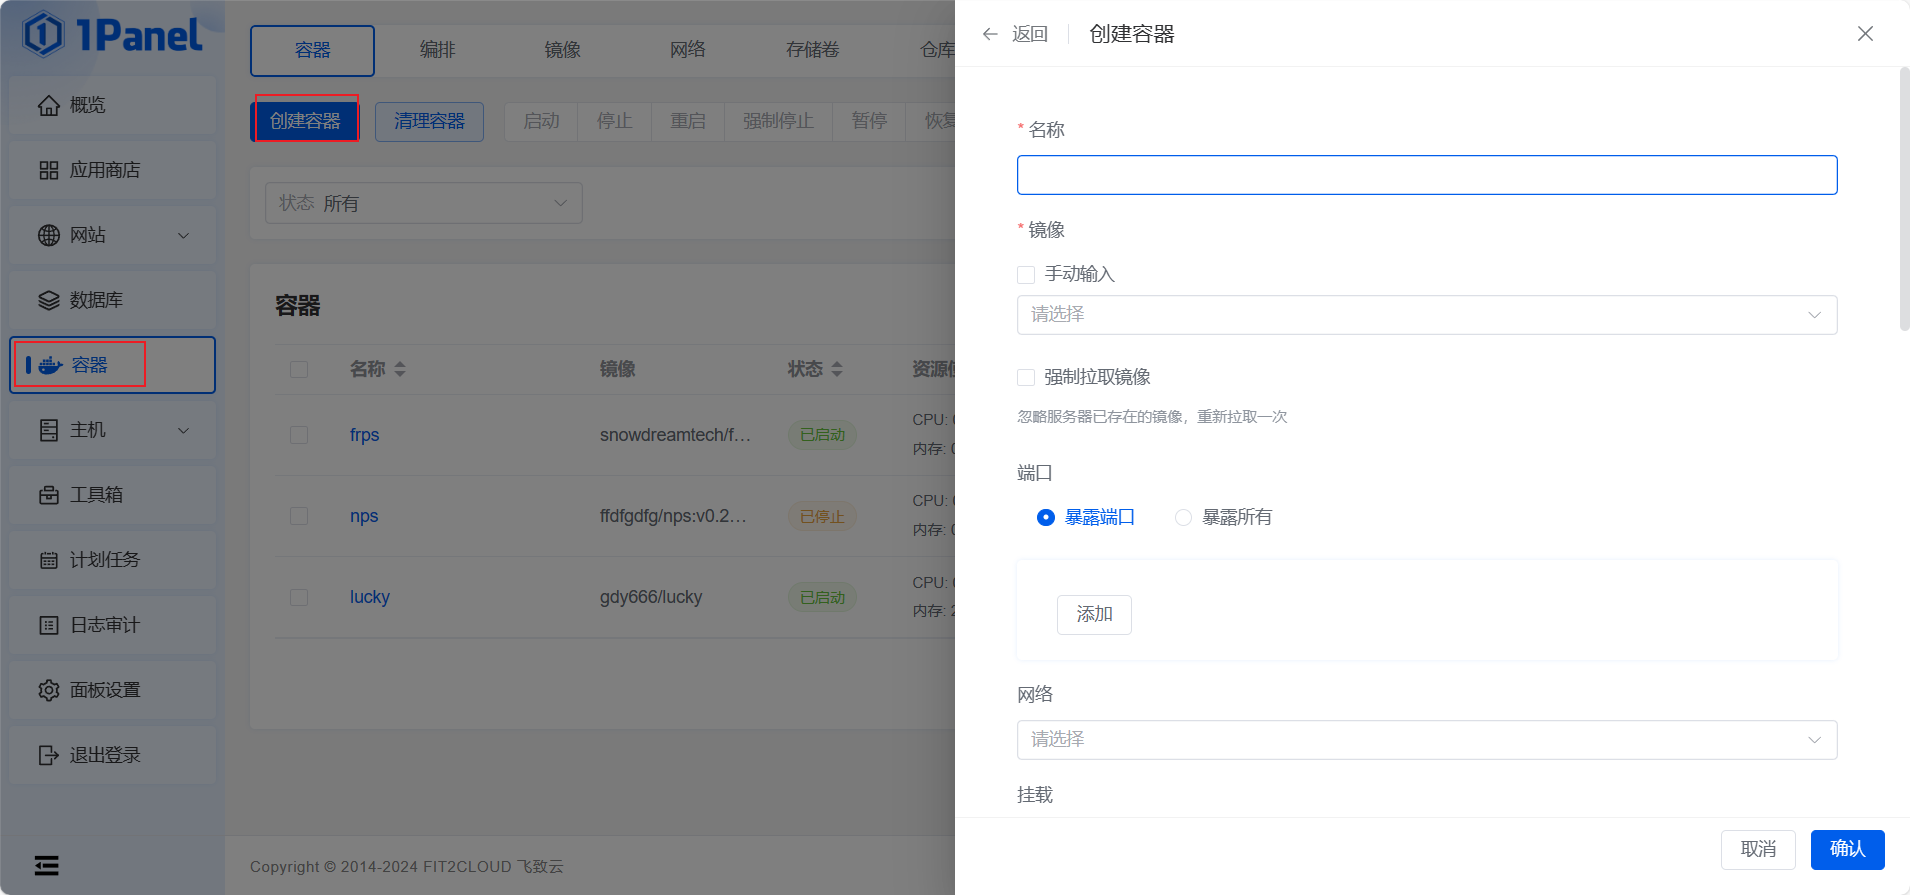 1Panel
概览
应用商店
网站
数据库
容器
主机
工具箱
计划任务
日志审计
面板设置
退出登录
容器 编排 镜像 网络 存储卷 仓库
创建容器 清理容器 启动 停止 重启 强制停止 暂停 恢复
状态 所有
容器
名称 镜像 状态
frps snowdreamtech/f... 已启动 CPU:
内存:
nps ffdfgdfg/nps:v0.2... 已停止 CPU:
内存:
lucky gdy666/lucky 已启动 CPU:
内存: 2
Copyright © 2014-2024 FIT2CLOUD 飞致云
返回 创建容器
* 名称
* 镜像
手动输入
请选择
强制拉取镜像
忽略服务器已存在的镜像，重新拉取一次
端口
暴露端口 暴露所有
添加
网络
请选择
挂载
取消 确认